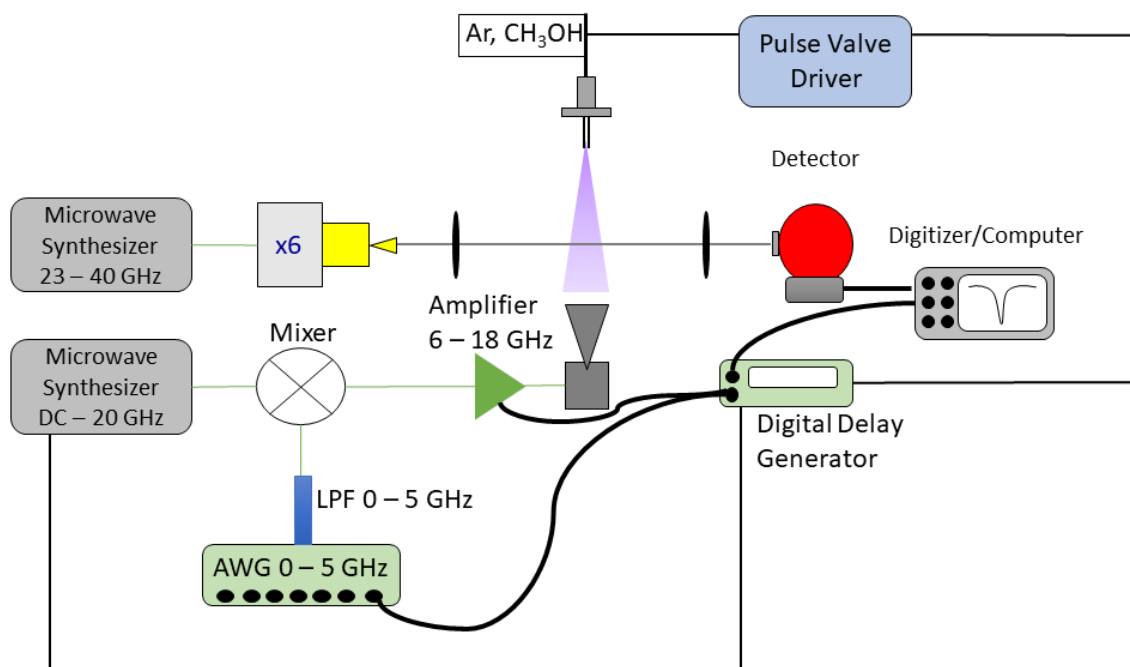 Ar, CH₃OH
Pulse Valve
Driver
Detector
Microwave
Synthesizer
23 – 40 GHz
x6
Digitizer/Computer
Amplifier
6 – 18 GHz
Mixer
Microwave
Synthesizer
DC – 20 GHz
Digital Delay
Generator
LPF 0 – 5 GHz
AWG 0 – 5 GHz